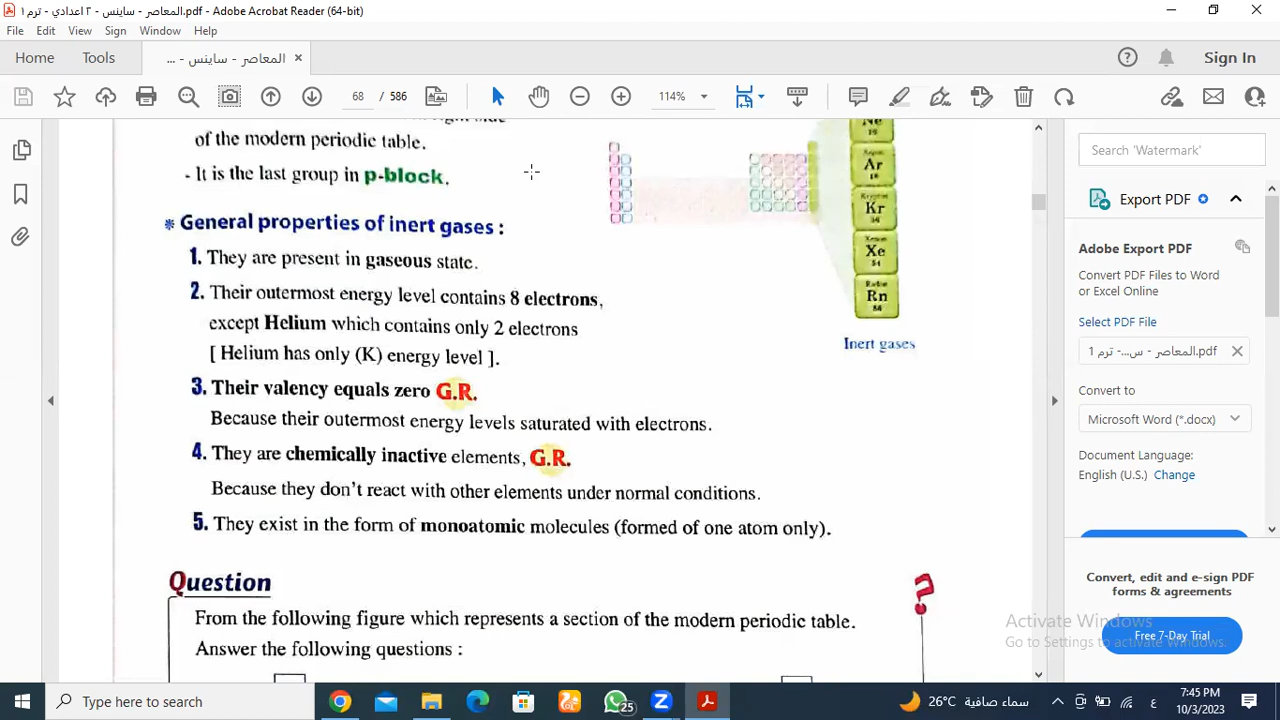 المعاصر - ساينس - ٢ اعدادي - ترم ١.pdf - Adobe Acrobat Reader (64-bit)
File Edit View Sign Window Help
Home Tools المعاصر - ساينس - ... × Sign In
68 / 586 114%
of the modern periodic table.
- It is the last group in p-block.
* General properties of inert gases :
1. They are present in gaseous state.
2. Their outermost energy level contains 8 electrons,
except Helium which contains only 2 electrons
[ Helium has only (K) energy level ].
3. Their valency equals zero G.R.
Because their outermost energy levels saturated with electrons.
4. They are chemically inactive elements, G.R.
Because they don't react with other elements under normal conditions.
5. They exist in the form of monoatomic molecules (formed of one atom only).
Ne
10
Argon
Ar
18
Krypton
Kr
Xenon
Xe
54
Radon
Rn
86
Inert gases
Question
?
From the following figure which represents a section of the modern periodic table.
Answer the following questions :
Search 'Watermark'
Export PDF
Adobe Export PDF
Convert PDF Files to Word
or Excel Online
Select PDF File
المعاصر - س...- ترم 1.pdf ×
Convert to
Microsoft Word (*.docx)
Document Language:
English (U.S.) Change
Convert, edit and e-sign PDF
forms & agreements
Free 7-Day Trial
Activate Windows
Go to Settings to activate Windows.
Type here to search
25
26°C سماء صافية
ع
7:45 PM
10/3/2023